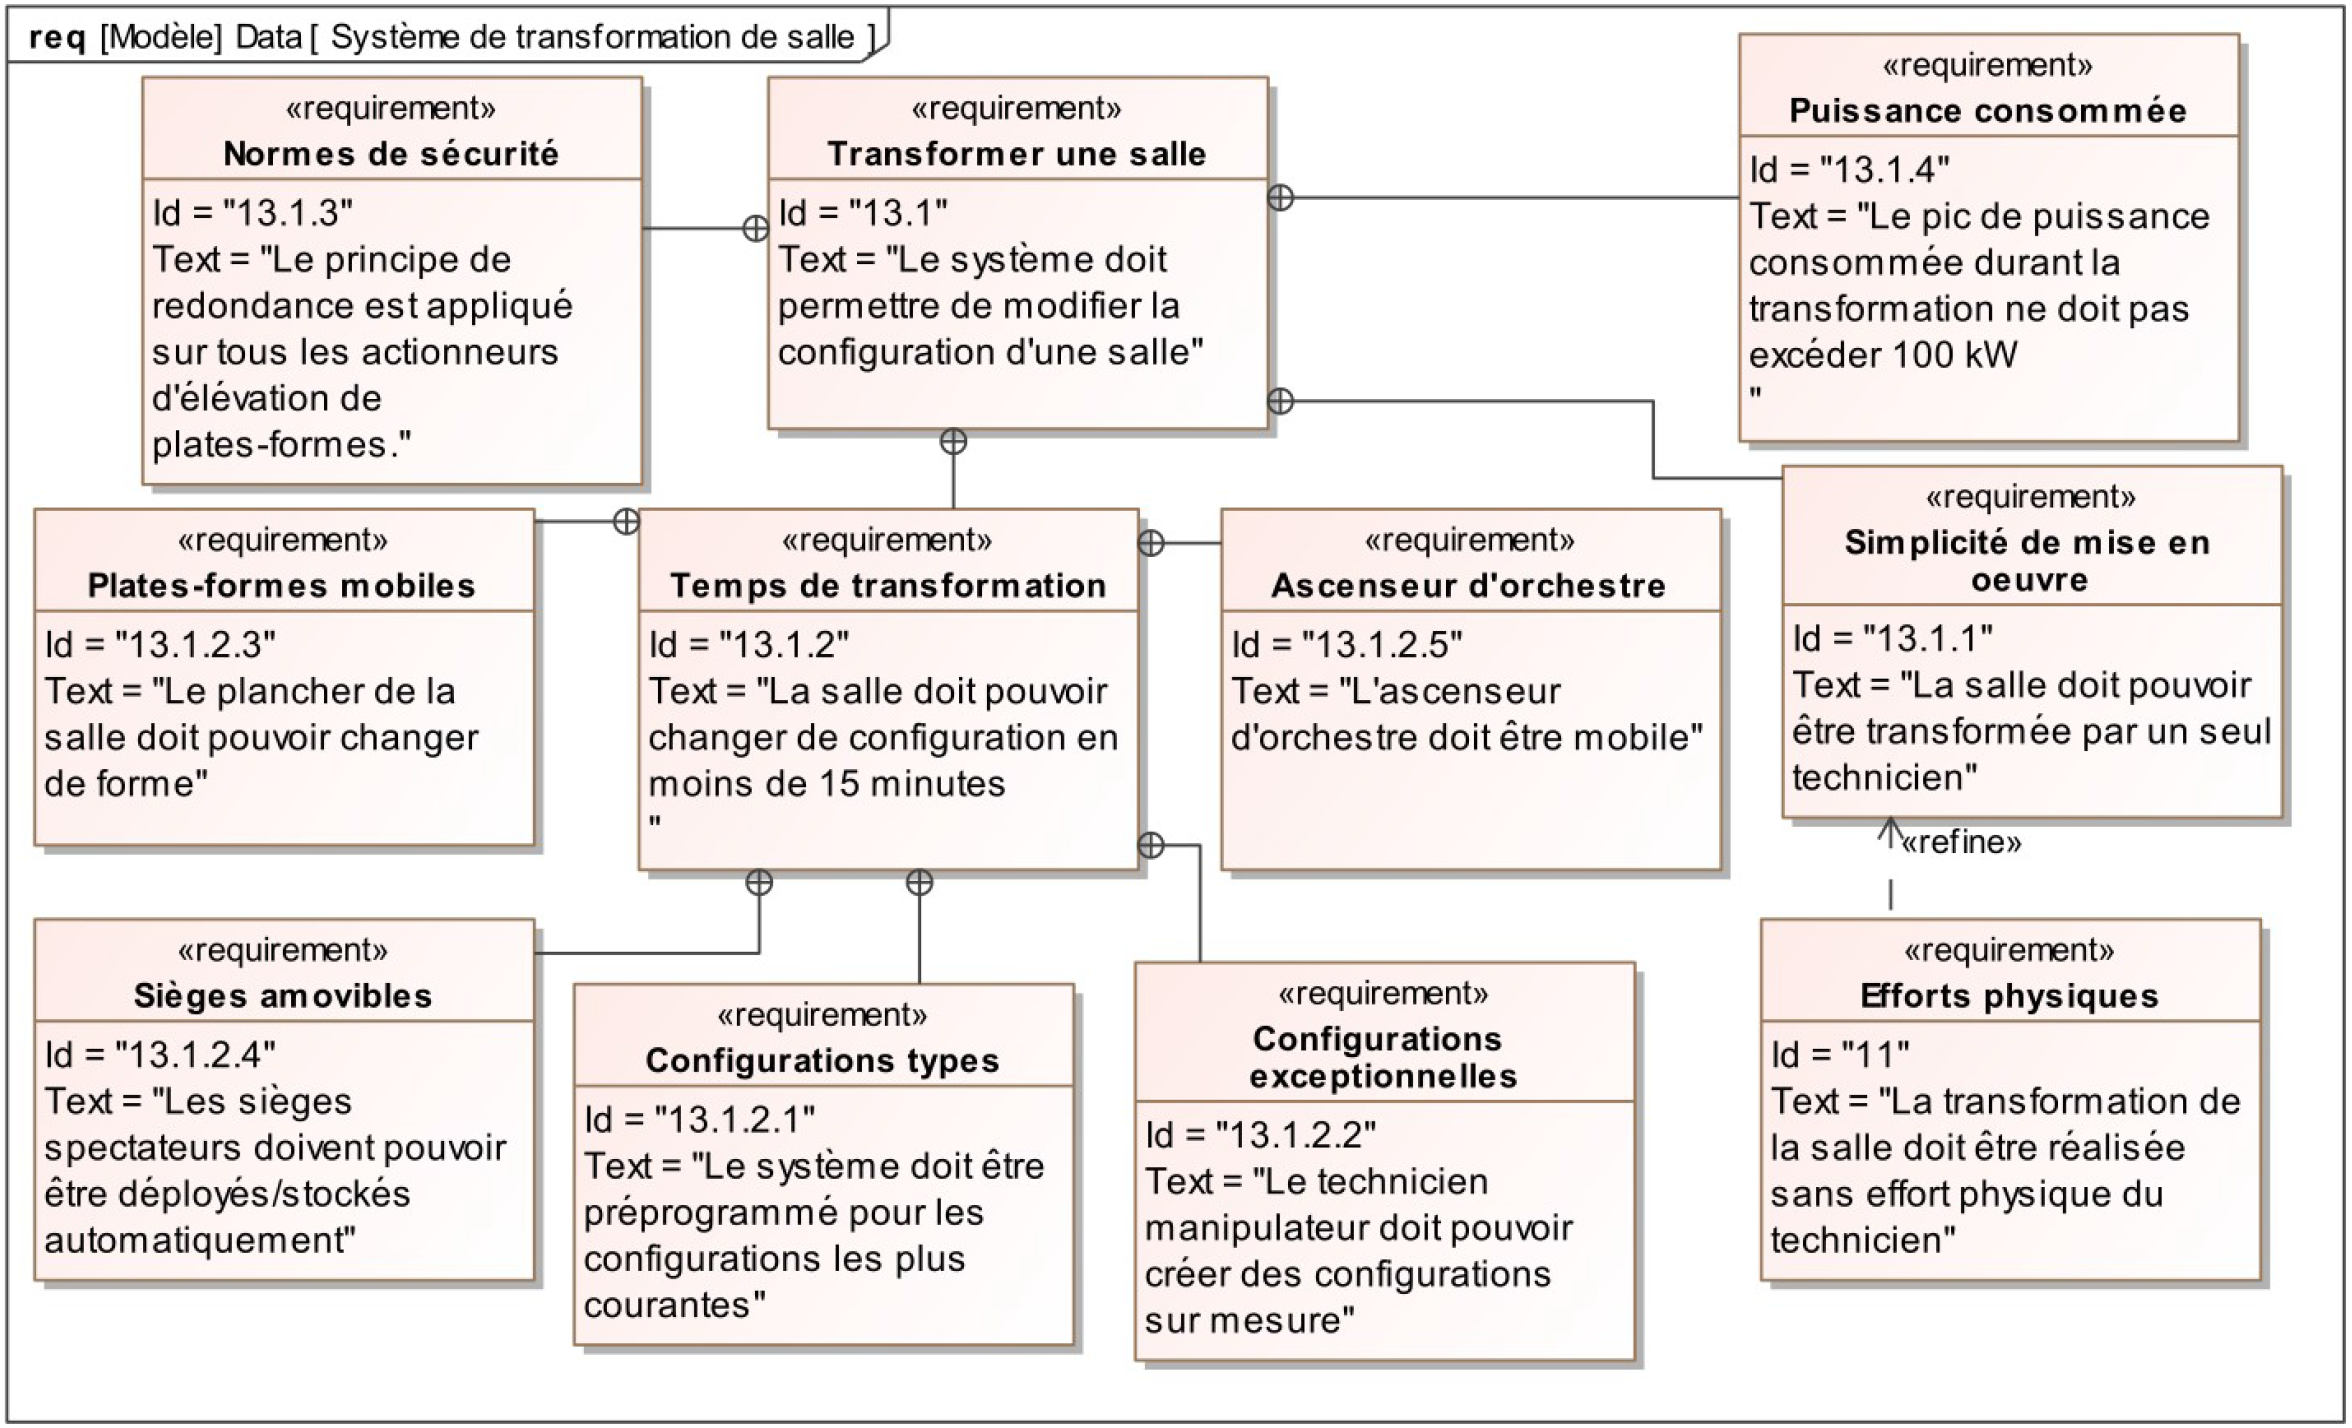 req [Modèle] Data [ Système de transformation de salle ]
«requirement»
Normes de sécurité
Id = "13.1.3"
Text = "Le principe de
redondance est appliqué
sur tous les actionneurs
d'élévation de
plates-formes."
«requirement»
Transformer une salle
Id = "13.1"
Text = "Le système doit
permettre de modifier la
configuration d'une salle"
«requirement»
Puissance consommée
Id = "13.1.4"
Text = "Le pic de puissance
consommée durant la
transformation ne doit pas
excéder 100 kW
"
«requirement»
Plates-formes mobiles
Id = "13.1.2.3"
Text = "Le plancher de la
salle doit pouvoir changer
de forme"
«requirement»
Temps de transformation
Id = "13.1.2"
Text = "La salle doit pouvoir
changer de configuration en
moins de 15 minutes
"
«requirement»
Ascenseur d'orchestre
Id = "13.1.2.5"
Text = "L'ascenseur
d'orchestre doit être mobile"
«requirement»
Simplicité de mise en
oeuvre
Id = "13.1.1"
Text = "La salle doit pouvoir
être transformée par un seul
technicien"
«refine»
«requirement»
Sièges amovibles
Id = "13.1.2.4"
Text = "Les sièges
spectateurs doivent pouvoir
être déployés/stockés
automatiquement"
«requirement»
Configurations types
Id = "13.1.2.1"
Text = "Le système doit être
préprogrammé pour les
configurations les plus
courantes"
«requirement»
Configurations
exceptionnelles
Id = "13.1.2.2"
Text = "Le technicien
manipulateur doit pouvoir
créer des configurations
sur mesure"
«requirement»
Efforts physiques
Id = "11"
Text = "La transformation de
la salle doit être réalisée
sans effort physique du
technicien"